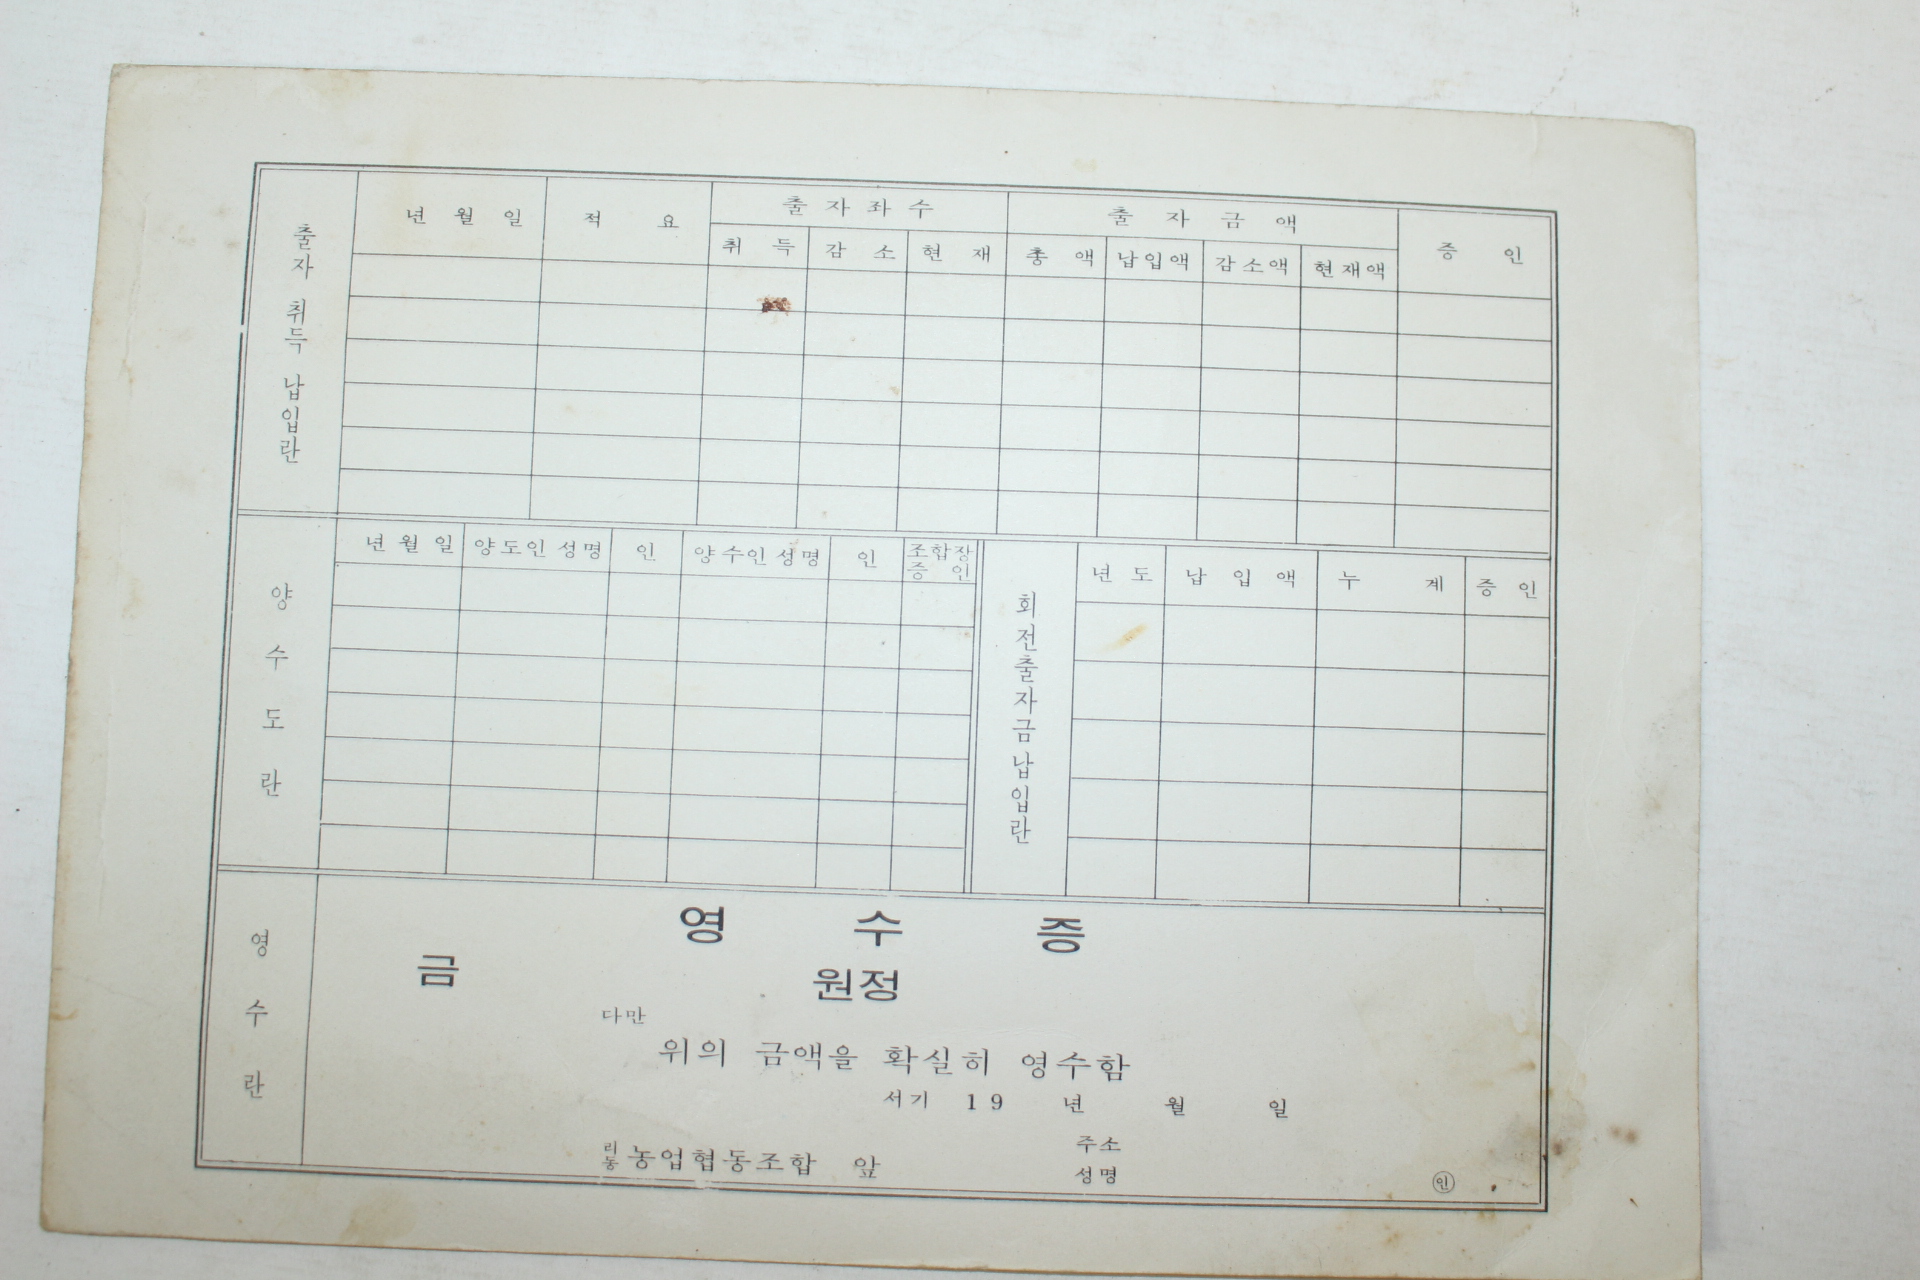 출자 취득 납입란
년 월 일 적 요 출 자 좌 수 출 자 금 액 증 인
취 득 감 소 현 재 총 액 납입액 감소액 현재액
양 수 도 란
년 월 일 양도인 성명 인 양수인 성명 인 조합장 증 인
회전출자금 납입란
년 도 납 입 액 누 계 증 인
영 수 란
영 수 증
금 원정
다만
위의 금액을 확실히 영수함
서기 19 년 월 일
리동 농업협동조합 앞
주소
성명 ㊞